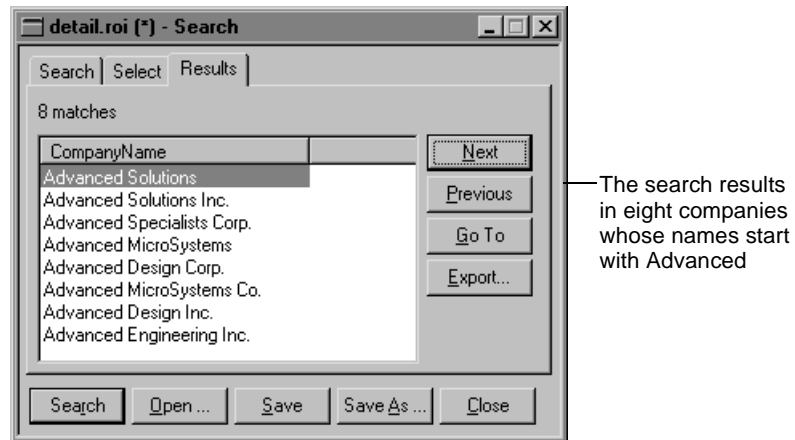 detail.roi (*) - Search
Search Select Results
8 matches
CompanyName
Advanced Solutions
Advanced Solutions Inc.
Advanced Specialists Corp.
Advanced MicroSystems
Advanced Design Corp.
Advanced MicroSystems Co.
Advanced Design Inc.
Advanced Engineering Inc.
Next
Previous
Go To
Export...
Search Open ... Save Save As ... Close
The search results
in eight companies
whose names start
with Advanced